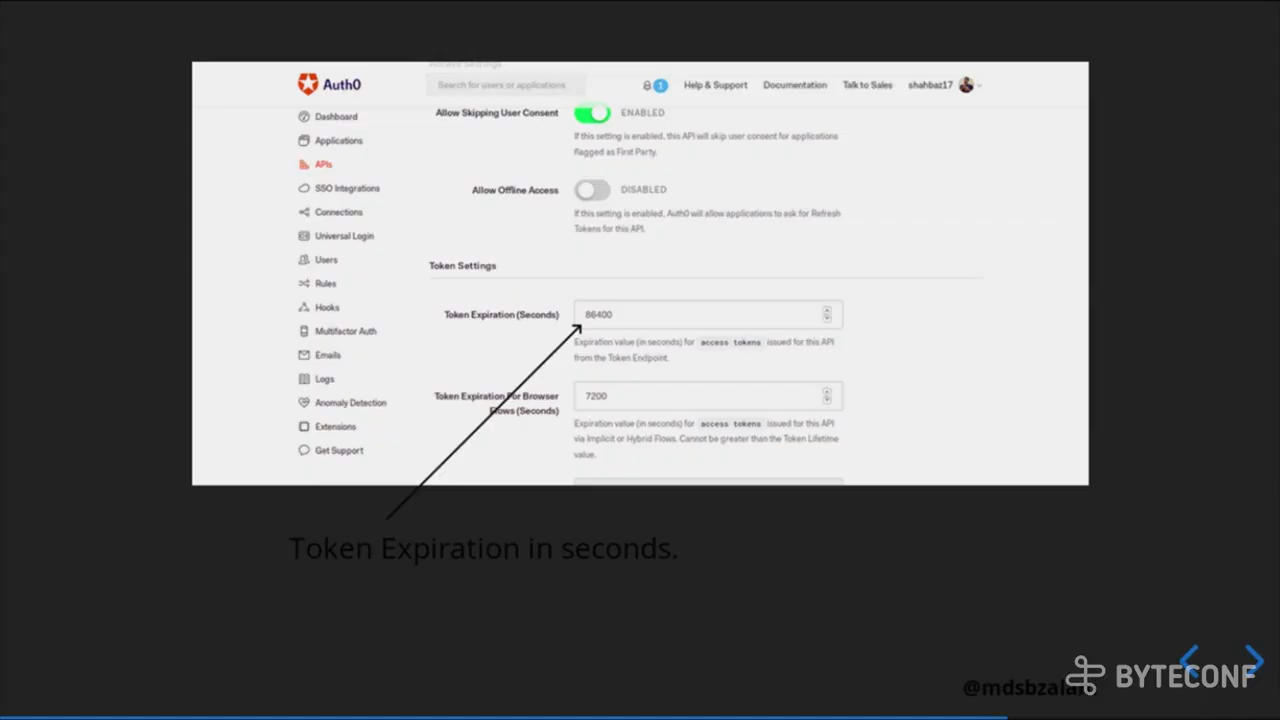 Access Settings
Auth0
Search for users or applications
1
Help & Support
Documentation
Talk to Sales
shahbaz17
Dashboard
Applications
APIs
SSO Integrations
Connections
Universal Login
Users
Rules
Hooks
Multifactor Auth
Emails
Logs
Anomaly Detection
Extensions
Get Support
Allow Skipping User Consent
ENABLED
If this setting is enabled, this API will skip user consent for applications
flagged as First Party.
Allow Offline Access
DISABLED
If this setting is enabled, Auth0 will allow applications to ask for Refresh
Tokens for this API.
Token Settings
Token Expiration (Seconds)
86400
Expiration value (in seconds) for access tokens issued for this API
from the Token Endpoint.
Token Expiration For Browser
Flows (Seconds)
7200
Expiration value (in seconds) for access tokens issued for this API
via Implicit or Hybrid Flows. Cannot be greater than the Token Lifetime
value.
Token Expiration in seconds.
BYTECONF